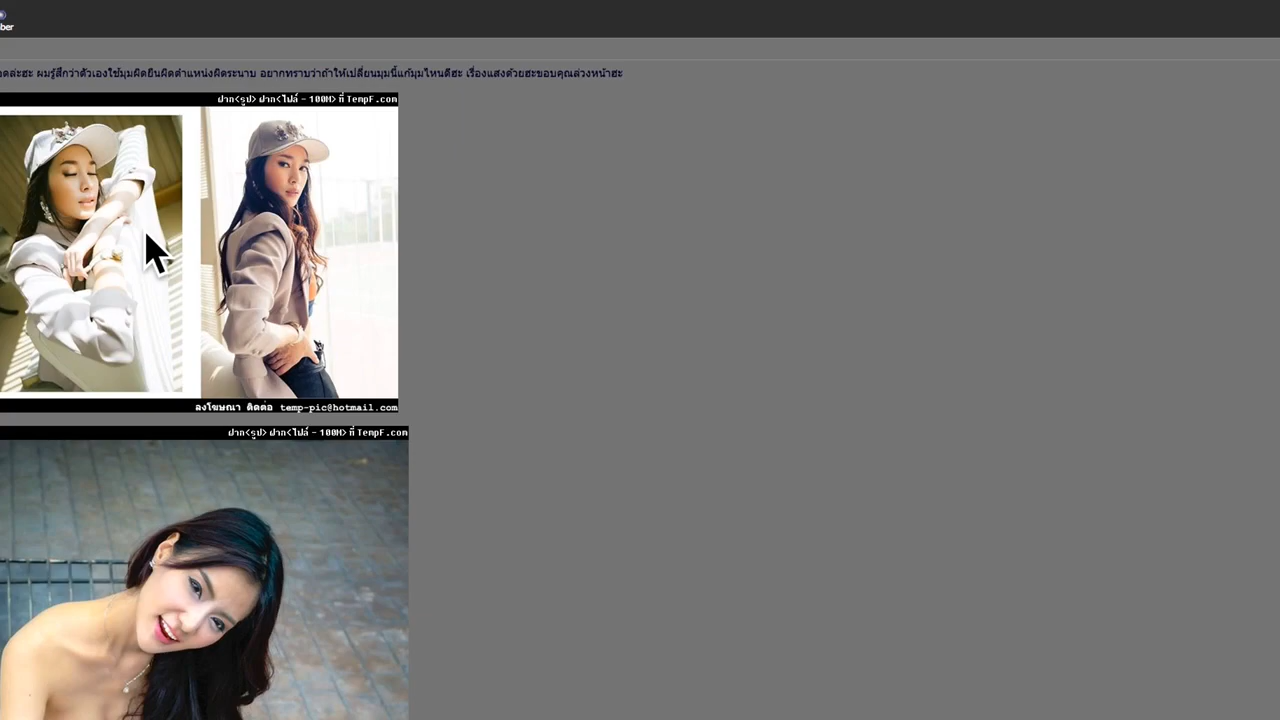 ber
ดล่ะฮะ ผมรู้สึกว่าตัวเองใช้มุมผิดยืนผิดตำแหน่งผิดระนาบ อยากทราบว่าถ้าให้เปลี่ยนมุมนี้แก้มุมไหนดีฮะ เรื่องแสงด้วยฮะขอบคุณล่วงหน้าฮะ
ฝาก<รูป> ฝาก<ไฟล์ - 100M> ที่ TempF.com
ลงโฆษณา ติดต่อ temp-pic@hotmail.com
ฝาก<รูป> ฝาก<ไฟล์ - 100M> ที่ TempF.com